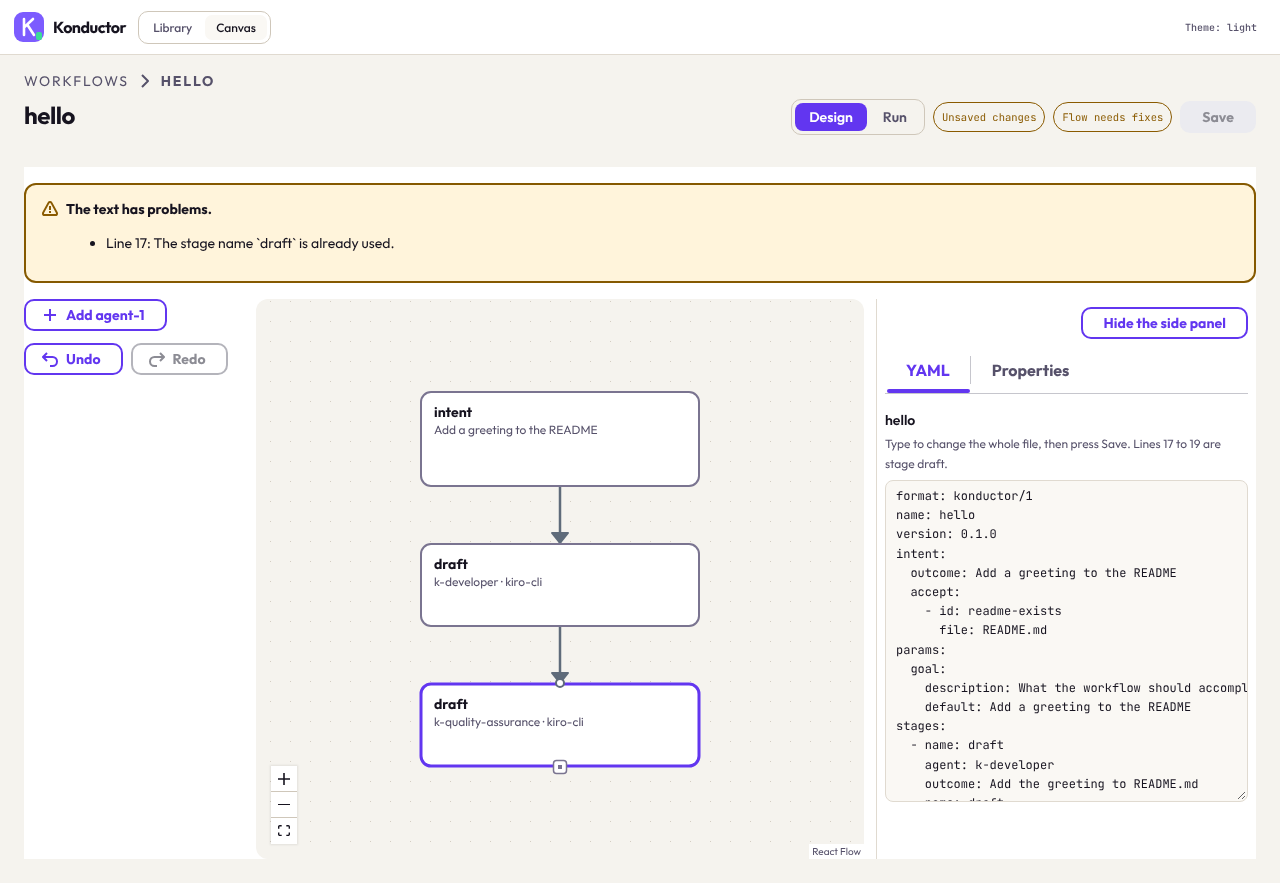 Konductor
Library
Canvas
Theme: light
WORKFLOWS > HELLO
hello
Design
Run
Unsaved changes
Flow needs fixes
Save
The text has problems.
• Line 17: The stage name `draft` is already used.
Add agent-1
Undo
Redo
intent
Add a greeting to the README
draft
k-developer · kiro-cli
draft
k-quality-assurance · kiro-cli
React Flow
Hide the side panel
YAML
Properties
hello
Type to change the whole file, then press Save. Lines 17 to 19 are
stage draft.
format: konductor/1
name: hello
version: 0.1.0
intent:
  outcome: Add a greeting to the README
  accept:
    - id: readme-exists
      file: README.md
params:
  goal:
    description: What the workflow should accompl
    default: Add a greeting to the README
stages:
  - name: draft
    agent: k-developer
    outcome: Add the greeting to README.md